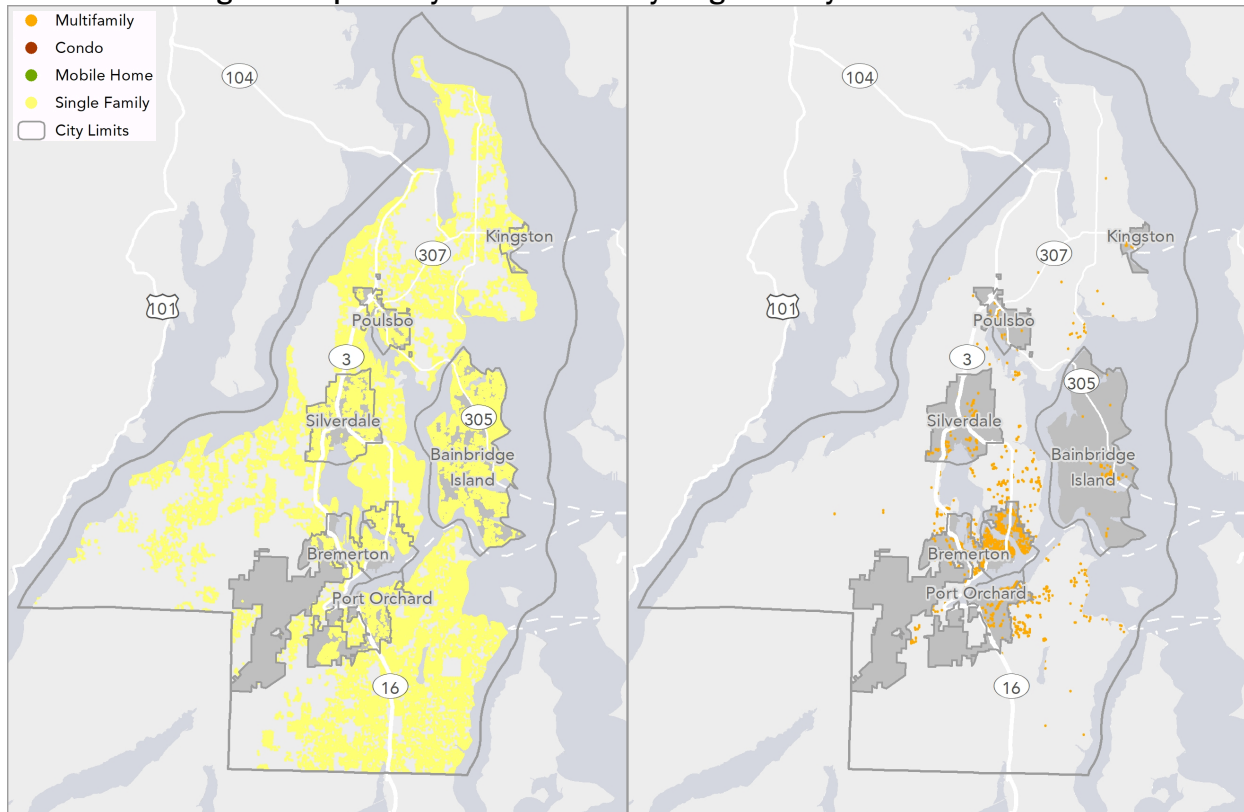 Multifamily
Condo
Mobile Home
Single Family
City Limits
104
307
Kingston
101
Poulsbo
3
305
Silverdale
Bainbridge
Island
Bremerton
Port Orchard
16
104
307
Kingston
101
Poulsbo
3
305
Silverdale
Bainbridge
Island
Bremerton
Port Orchard
16